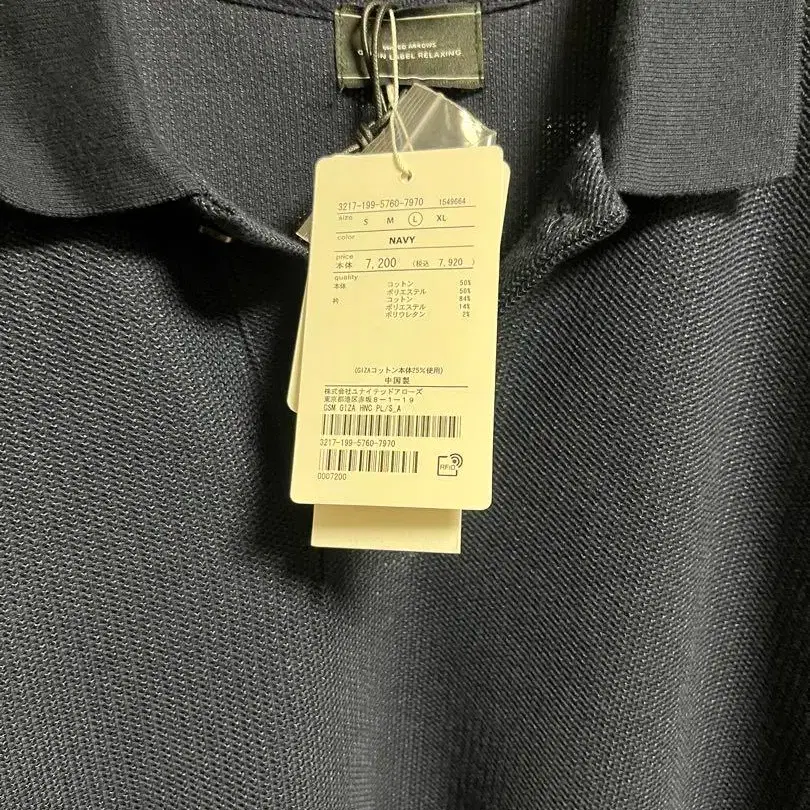 UNITED ARROWS
GREEN LABEL RELAXING
3217-199-5760-7970 1549064
size S M L XL
color NAVY
price
本体 7,200 (税込 7,920 )
quality
本体 コットン 50%
ポリエステル 50%
衿 コットン 84%
ポリエステル 14%
ポリウレタン 2%
(GIZAコットン本体25%使用)
中国製
株式会社ユナイテッドアローズ
東京都港区赤坂8-1-19
GSM GIZA HNC PL/S_A
3217-199-5760-7970
0007200
RFID